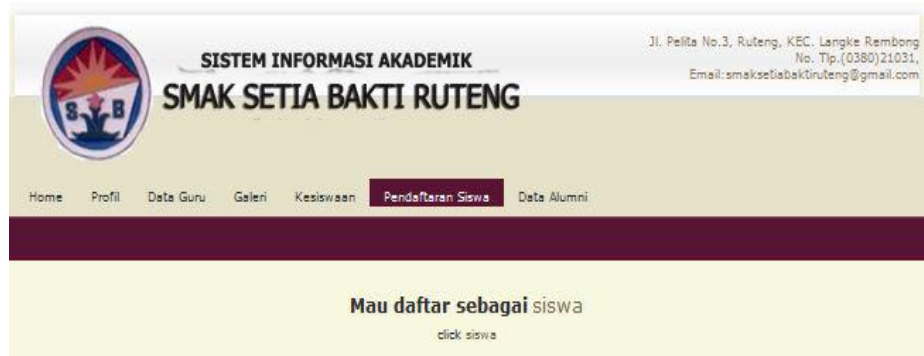 S B
SISTEM INFORMASI AKADEMIK
SMAK SETIA BAKTI RUTENG
Jl. Pelita No.3, Ruteng, KEC. Langke Rembong
No. Tlp.(0380)21031,
Email:smaksetiabaktiruteng@gmail.com
Home Profil Data Guru Galeri Kesiswaan Pendaftaran Siswa Data Alumni
Mau daftar sebagai siswa
click siswa